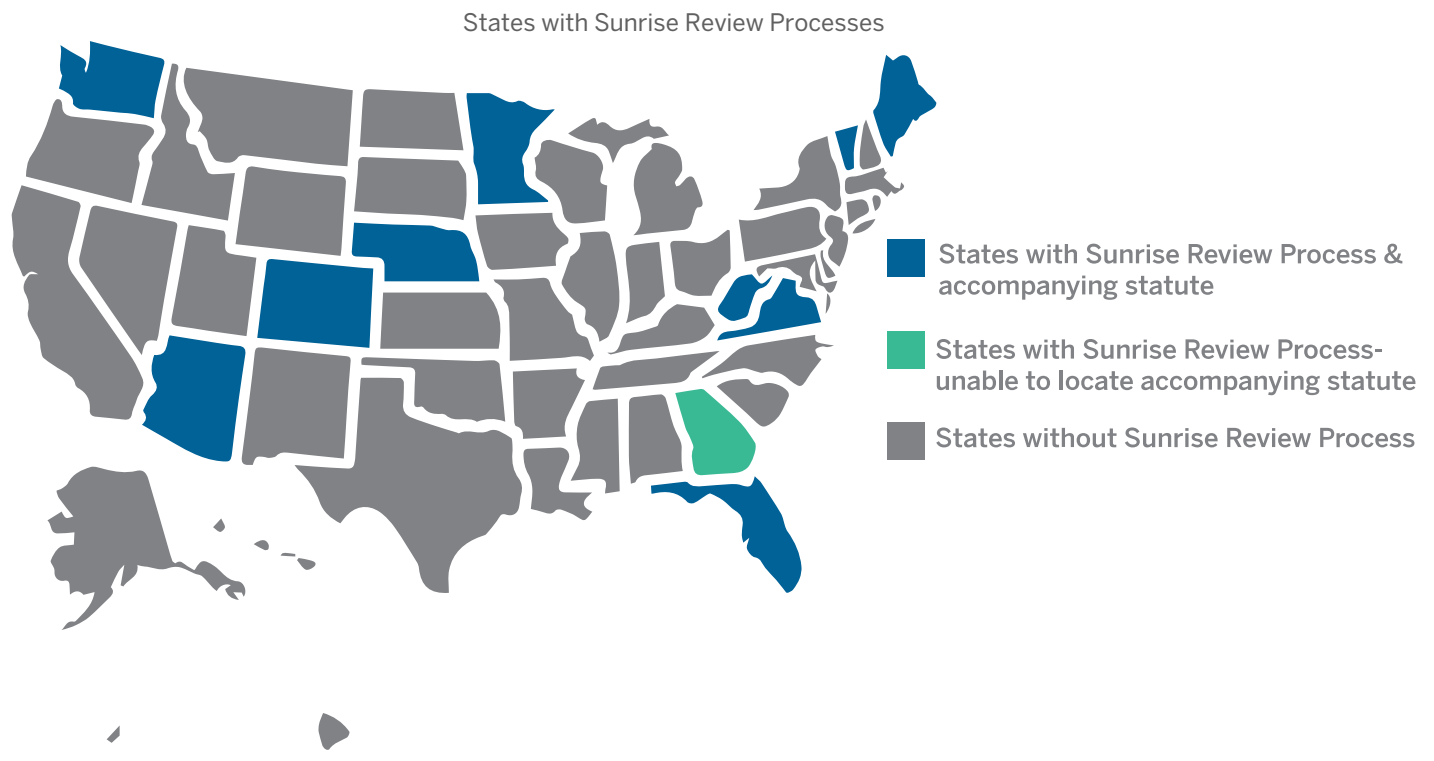 States with Sunrise Review Processes
States with Sunrise Review Process &
accompanying statute
States with Sunrise Review Process-
unable to locate accompanying statute
States without Sunrise Review Process